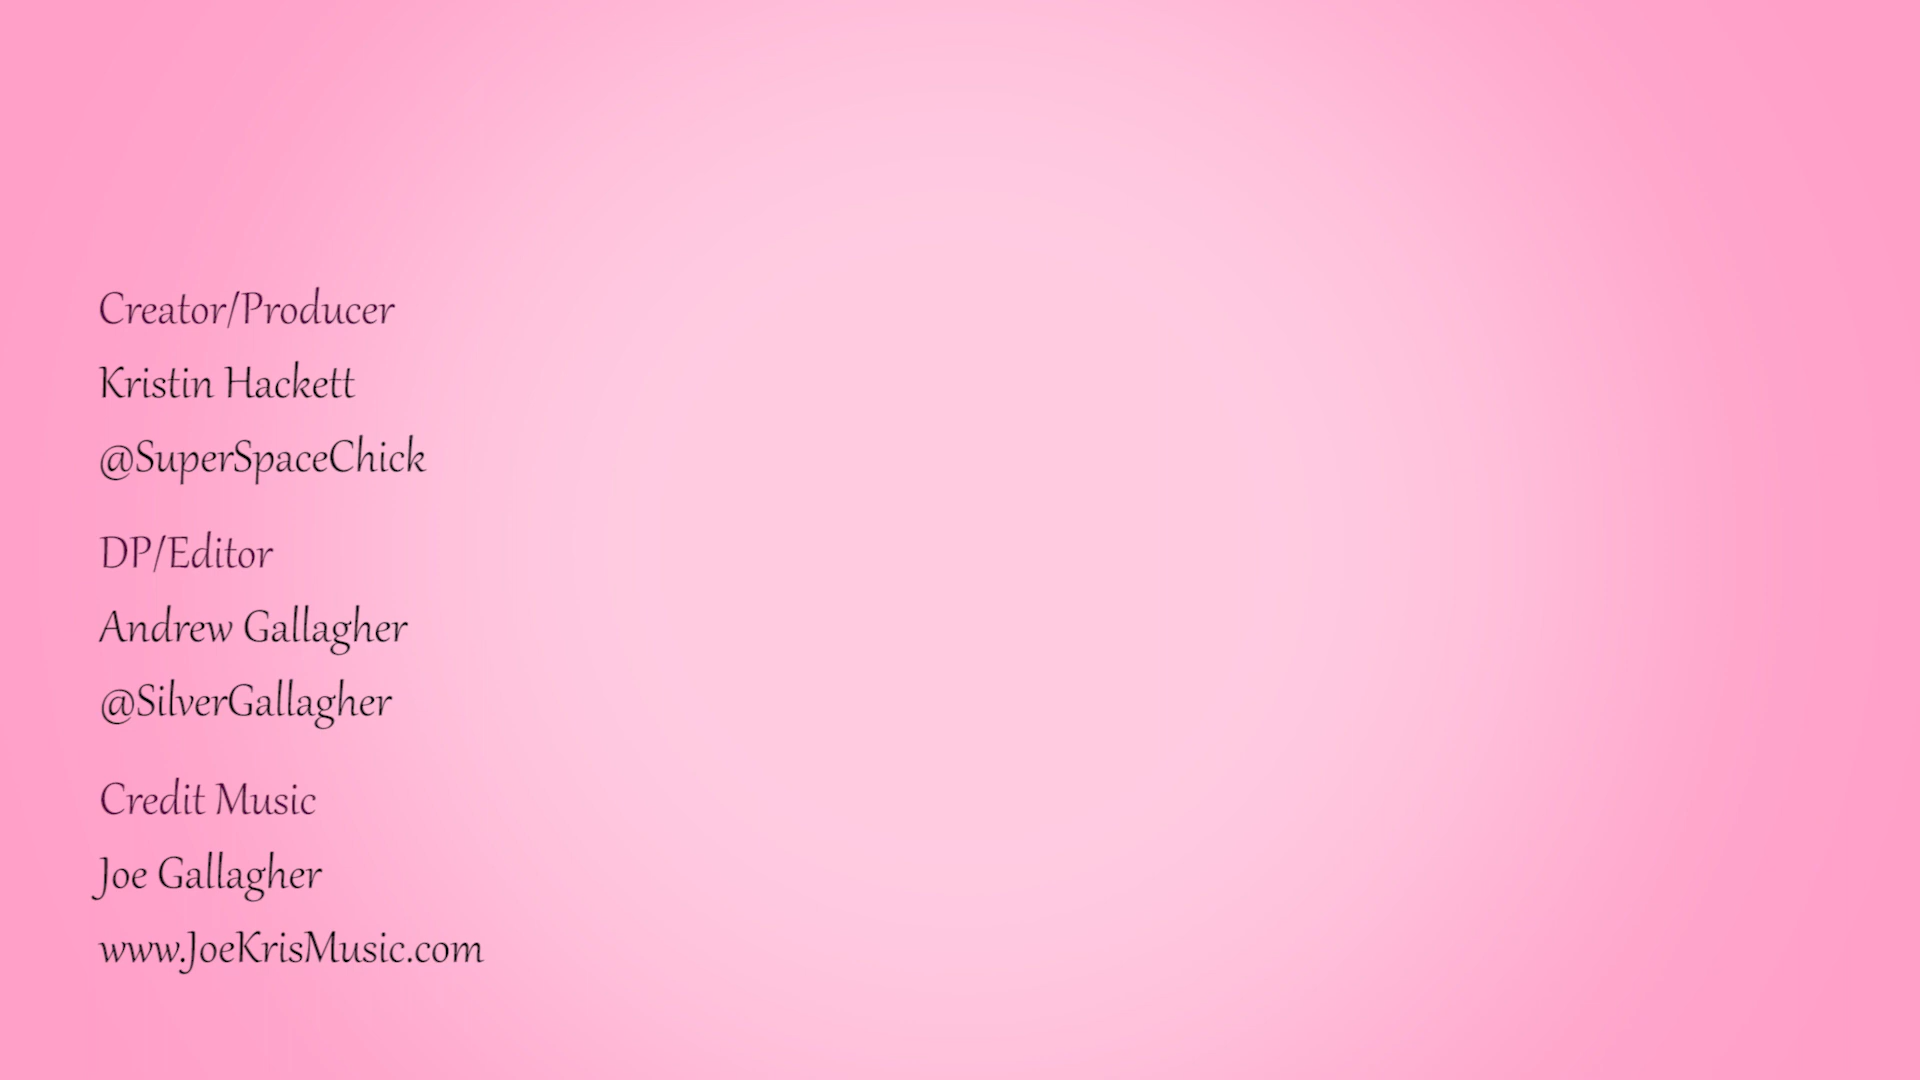 Creator/Producer
Kristin Hackett
@SuperSpaceChick
DP/Editor
Andrew Gallagher
@SilverGallagher
Credit Music
Joe Gallagher
www.JoeKrisMusic.com